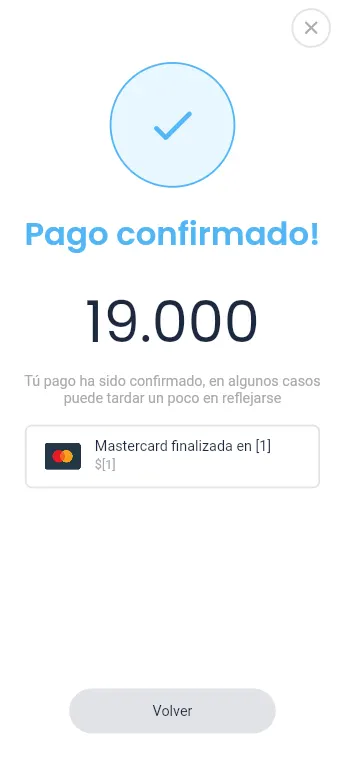 Pago confirmado!
19.000
Tú pago ha sido confirmado, en algunos casos
puede tardar un poco en reflejarse
Mastercard finalizada en [1]
$[1]
Volver